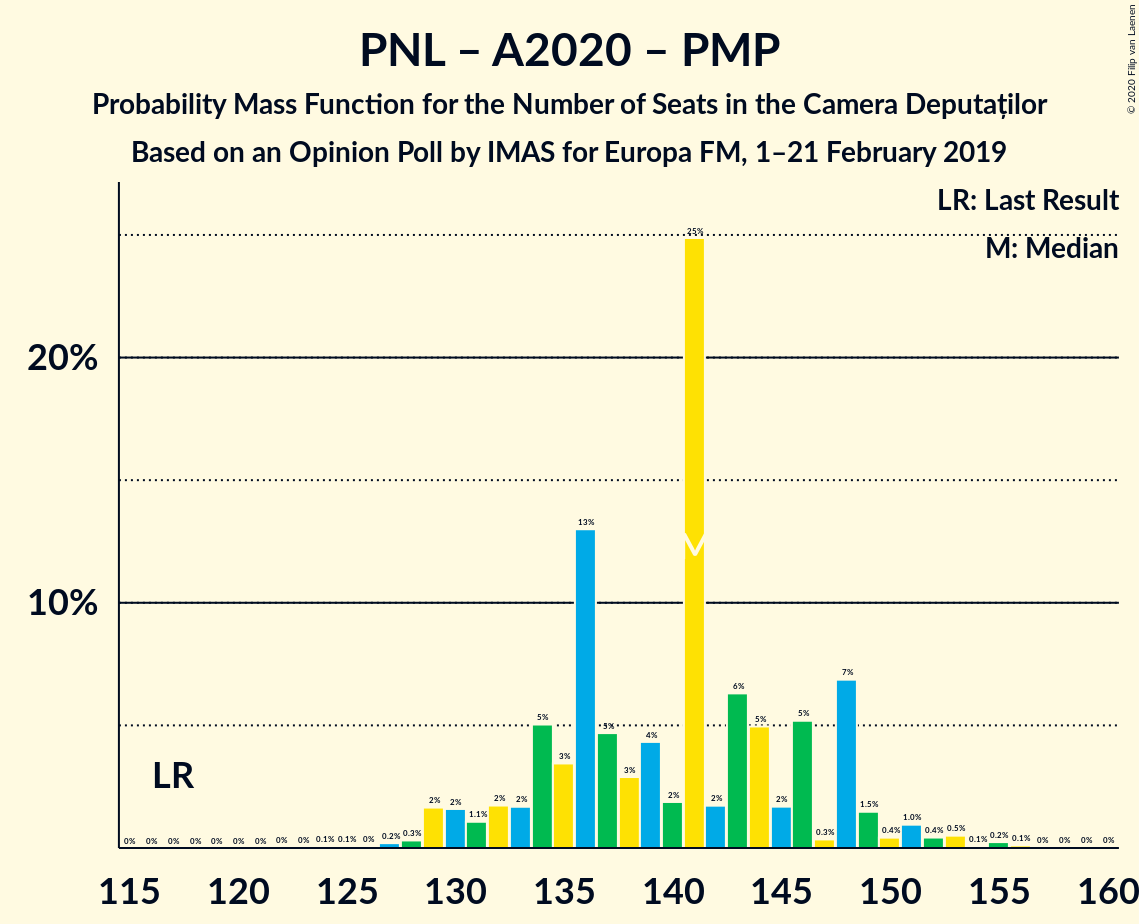 PNL – A2020 – PMP
Probability Mass Function for the Number of Seats in the Camera Deputaților
Based on an Opinion Poll by IMAS for Europa FM, 1–21 February 2019
© 2020 Filip van Laenen
LR: Last Result
M: Median
20%
10%
LR
0% 0% 0% 0% 0% 0% 0% 0% 0% 0.1% 0.1% 0% 0.2% 0.3% 2% 2% 1.1% 2% 2% 5% 3% 13% 5% 3% 4% 2% 25% 2% 6% 5% 2% 5% 0.3% 7% 1.5% 0.4% 1.0% 0.4% 0.5% 0.1% 0.2% 0.1% 0% 0% 0% 0%
115 120 125 130 135 140 145 150 155 160